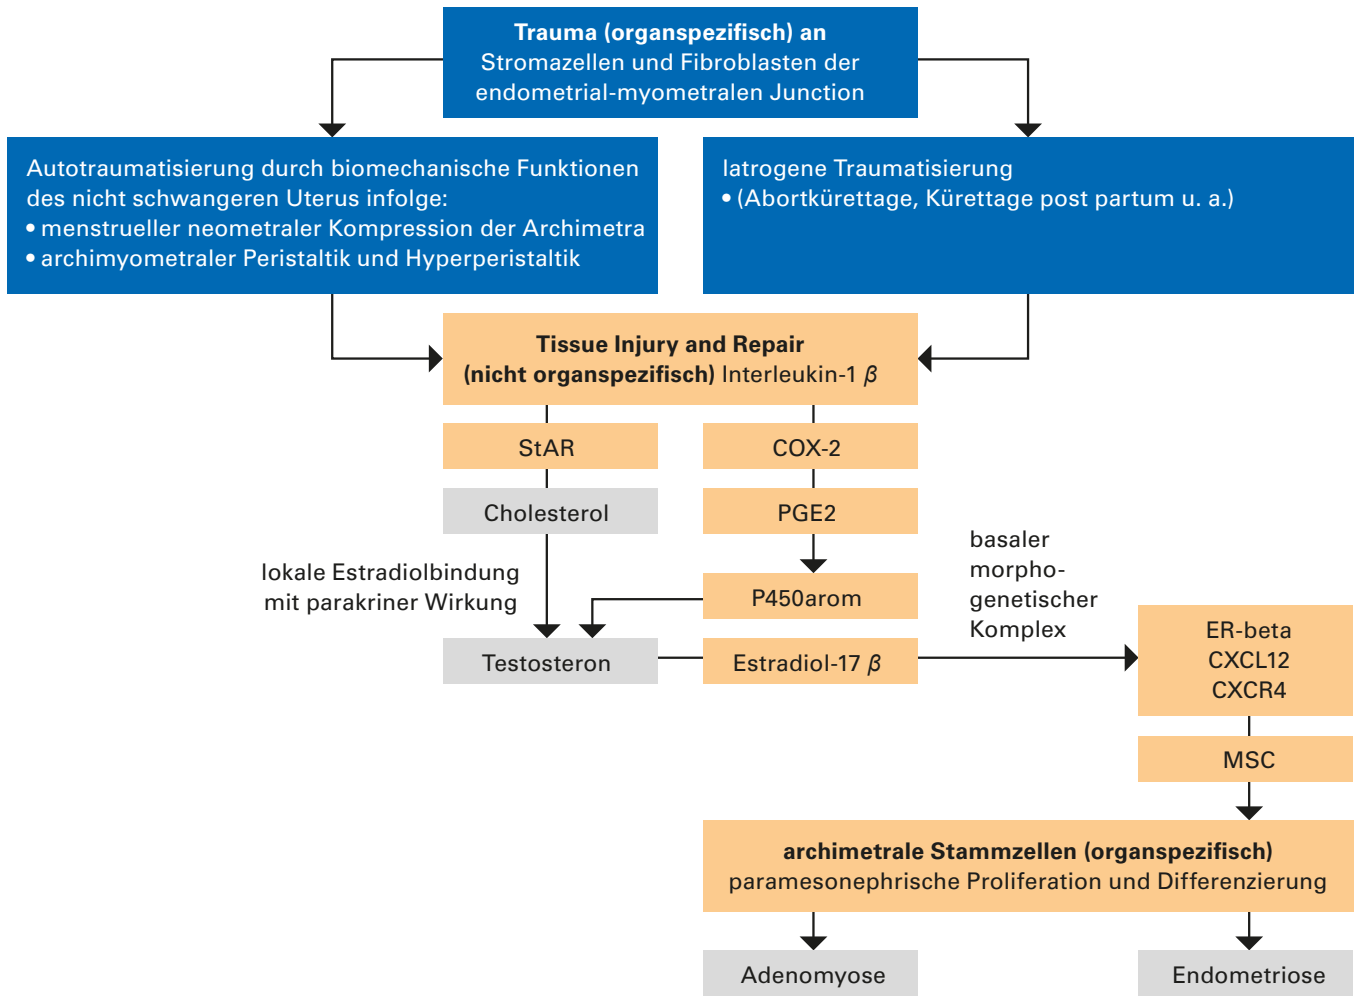 Trauma (organspezifisch) an
Stromazellen und Fibroblasten der
endometrial-myometralen Junction
Autotraumatisierung durch biomechanische Funktionen
des nicht schwangeren Uterus infolge:
• menstrueller neometraler Kompression der Archimetra
• archimyometraler Peristaltik und Hyperperistaltik
Iatrogene Traumatisierung
• (Abortkürettage, Kürettage post partum u. a.)
Tissue Injury and Repair
(nicht organspezifisch) Interleukin-1 β
StAR
COX-2
Cholesterol
PGE2
lokale Estradiolbindung
mit parakriner Wirkung
P450arom
basaler
morpho-
genetischer
Komplex
Testosteron
Estradiol-17 β
ER-beta
CXCL12
CXCR4
MSC
archimetrale Stammzellen (organspezifisch)
paramesonephrische Proliferation und Differenzierung
Adenomyose
Endometriose